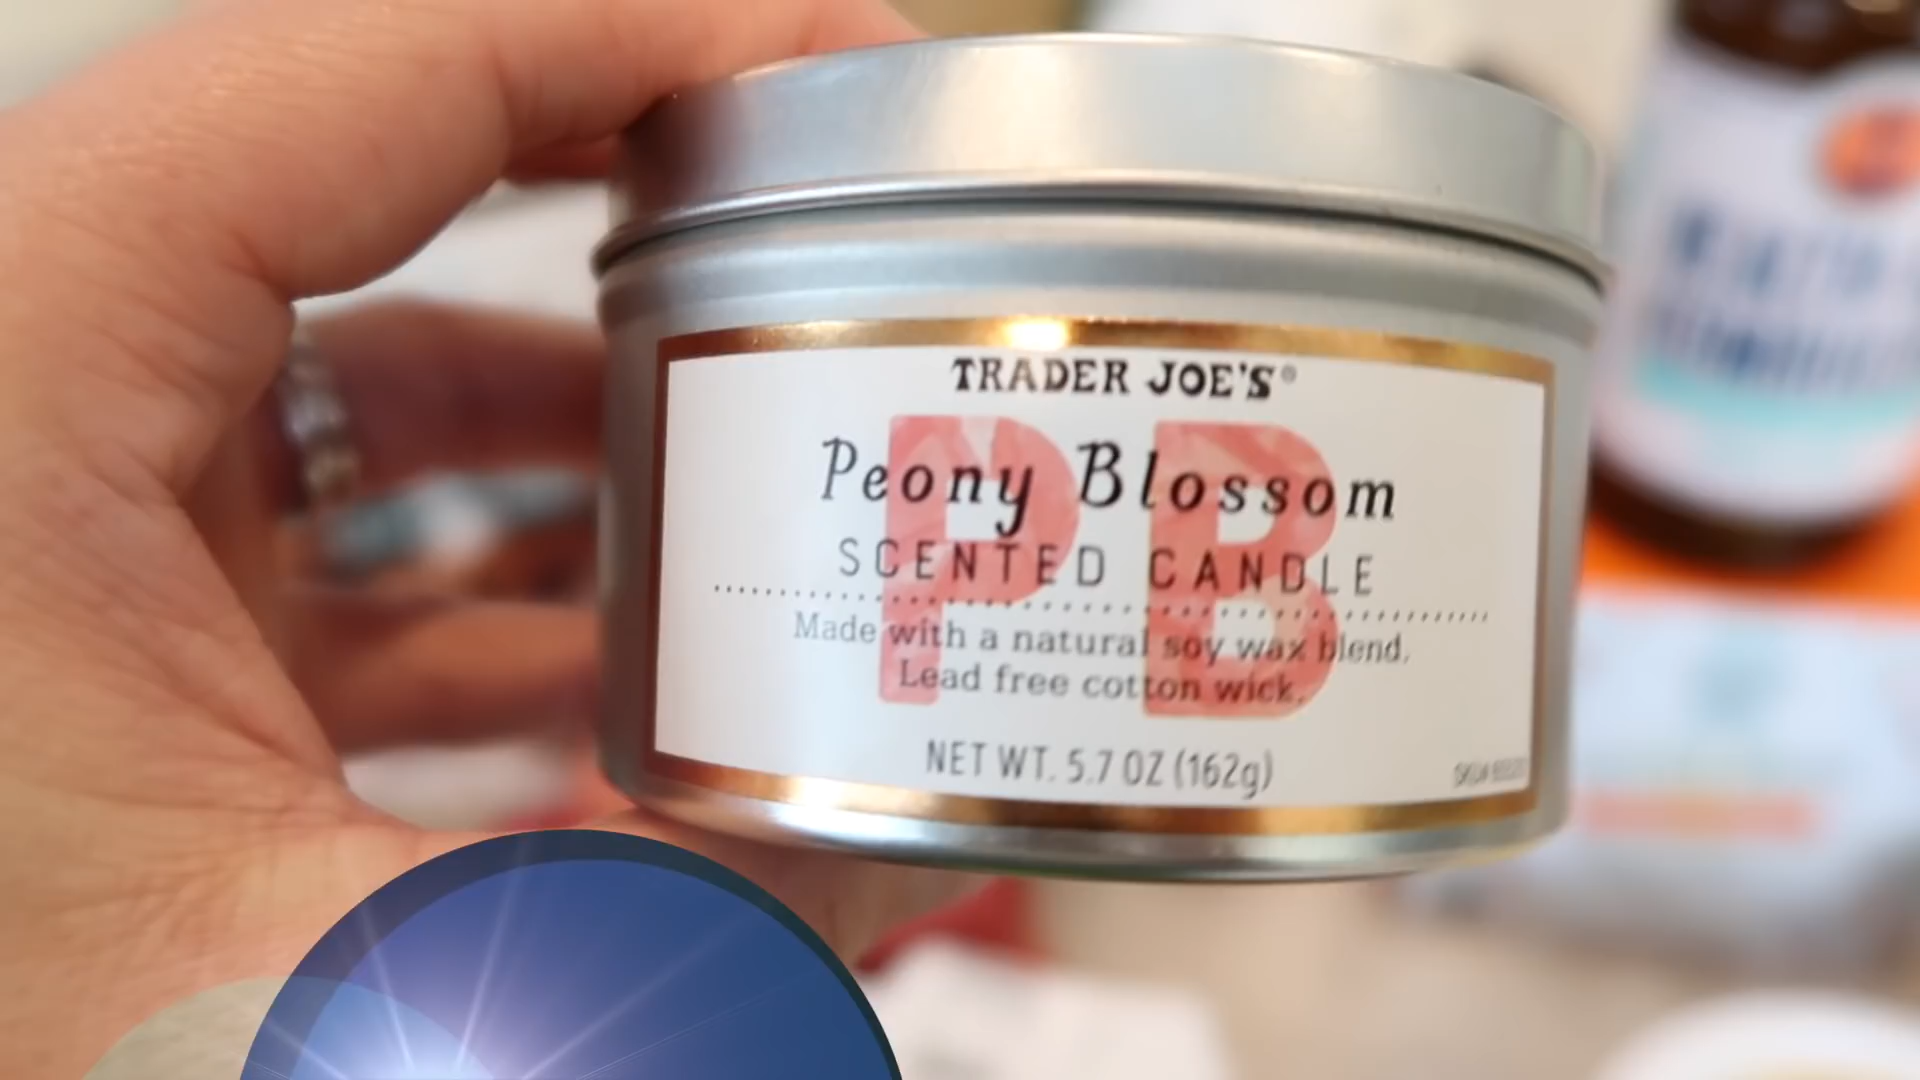 TRADER JOE'S®
PB
Peony Blossom
SCENTED CANDLE
Made with a natural soy wax blend.
Lead free cotton wick.
NET WT. 5.7 OZ (162g)
SKU#